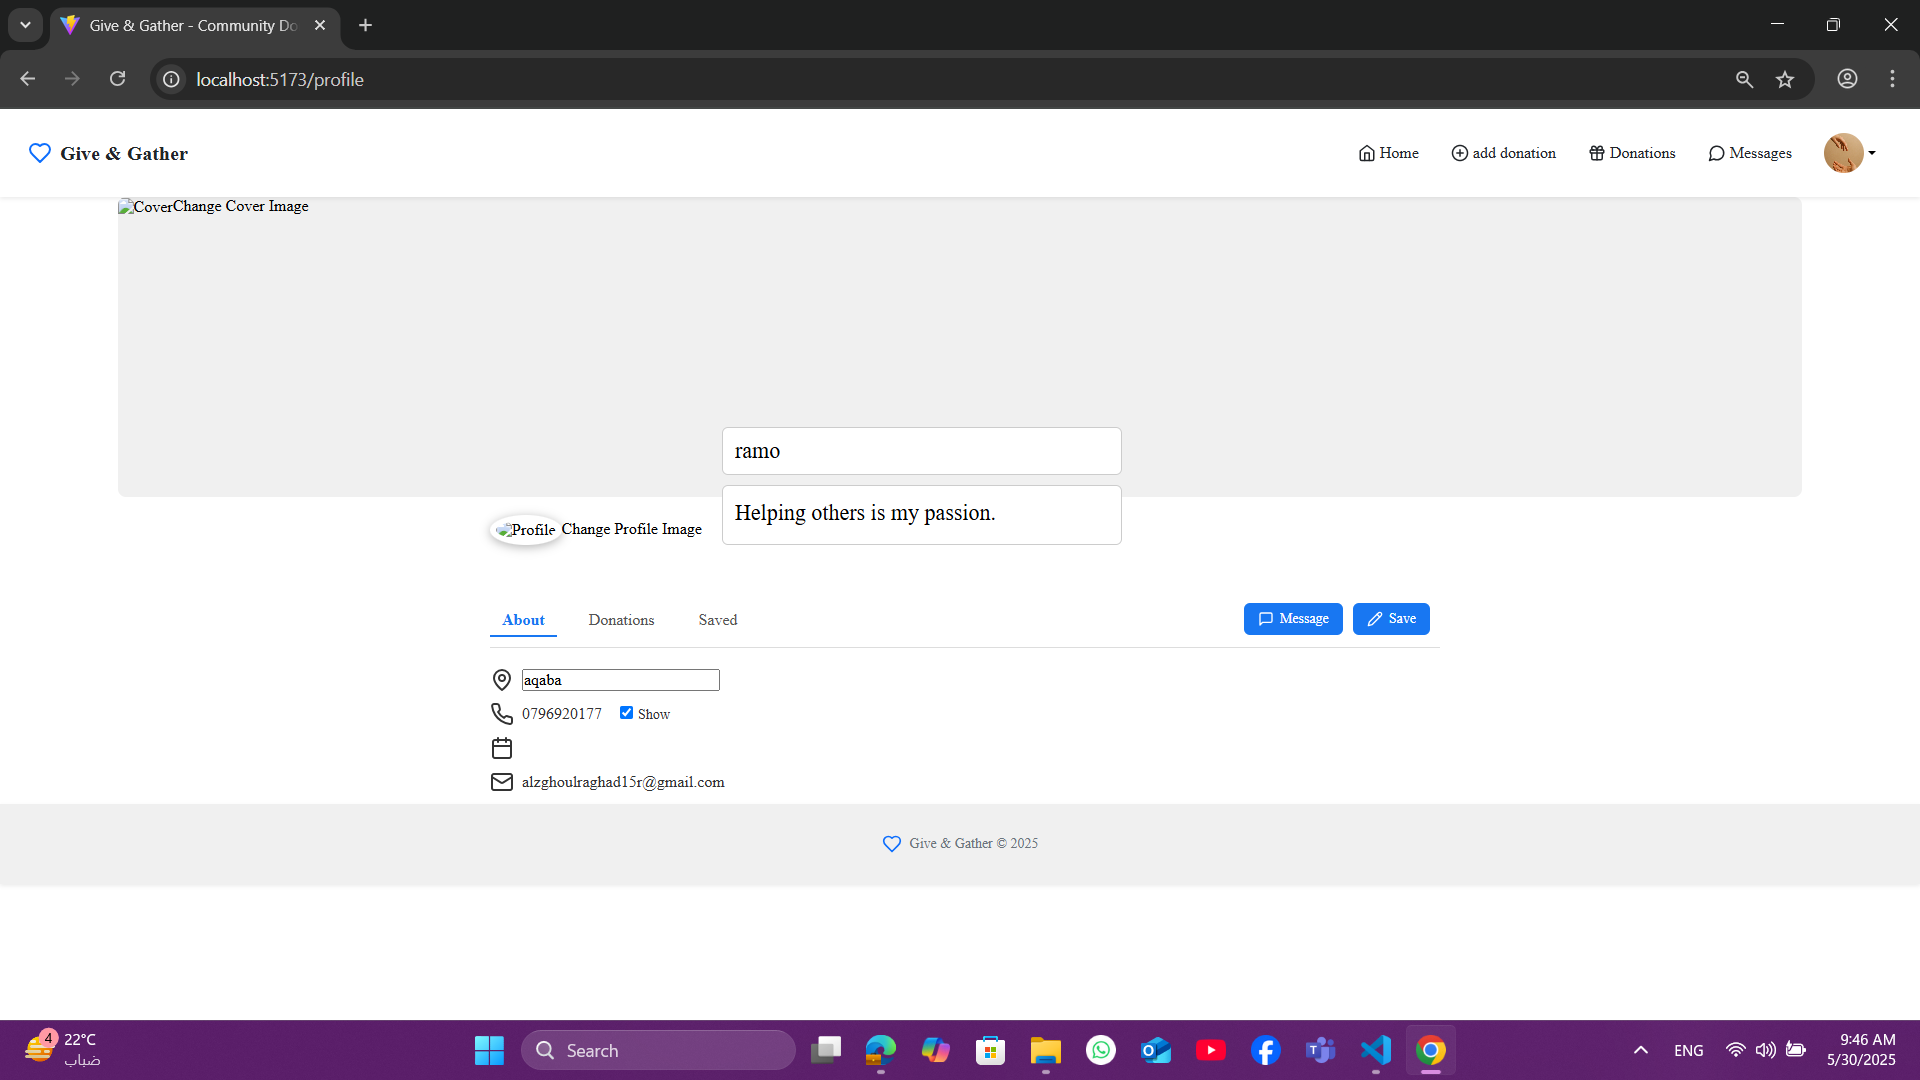 Give & Gather - Community Do
localhost:5173/profile
Give & Gather
Home
add donation
Donations
Messages
CoverChange Cover Image
ramo
Helping others is my passion.
Profile
Change Profile Image
About
Donations
Saved
Message
Save
aqaba
0796920177
Show
alzghoulraghad15r@gmail.com
Give & Gather © 2025
4
22°C
ضباب
Search
ENG
9:46 AM
5/30/2025